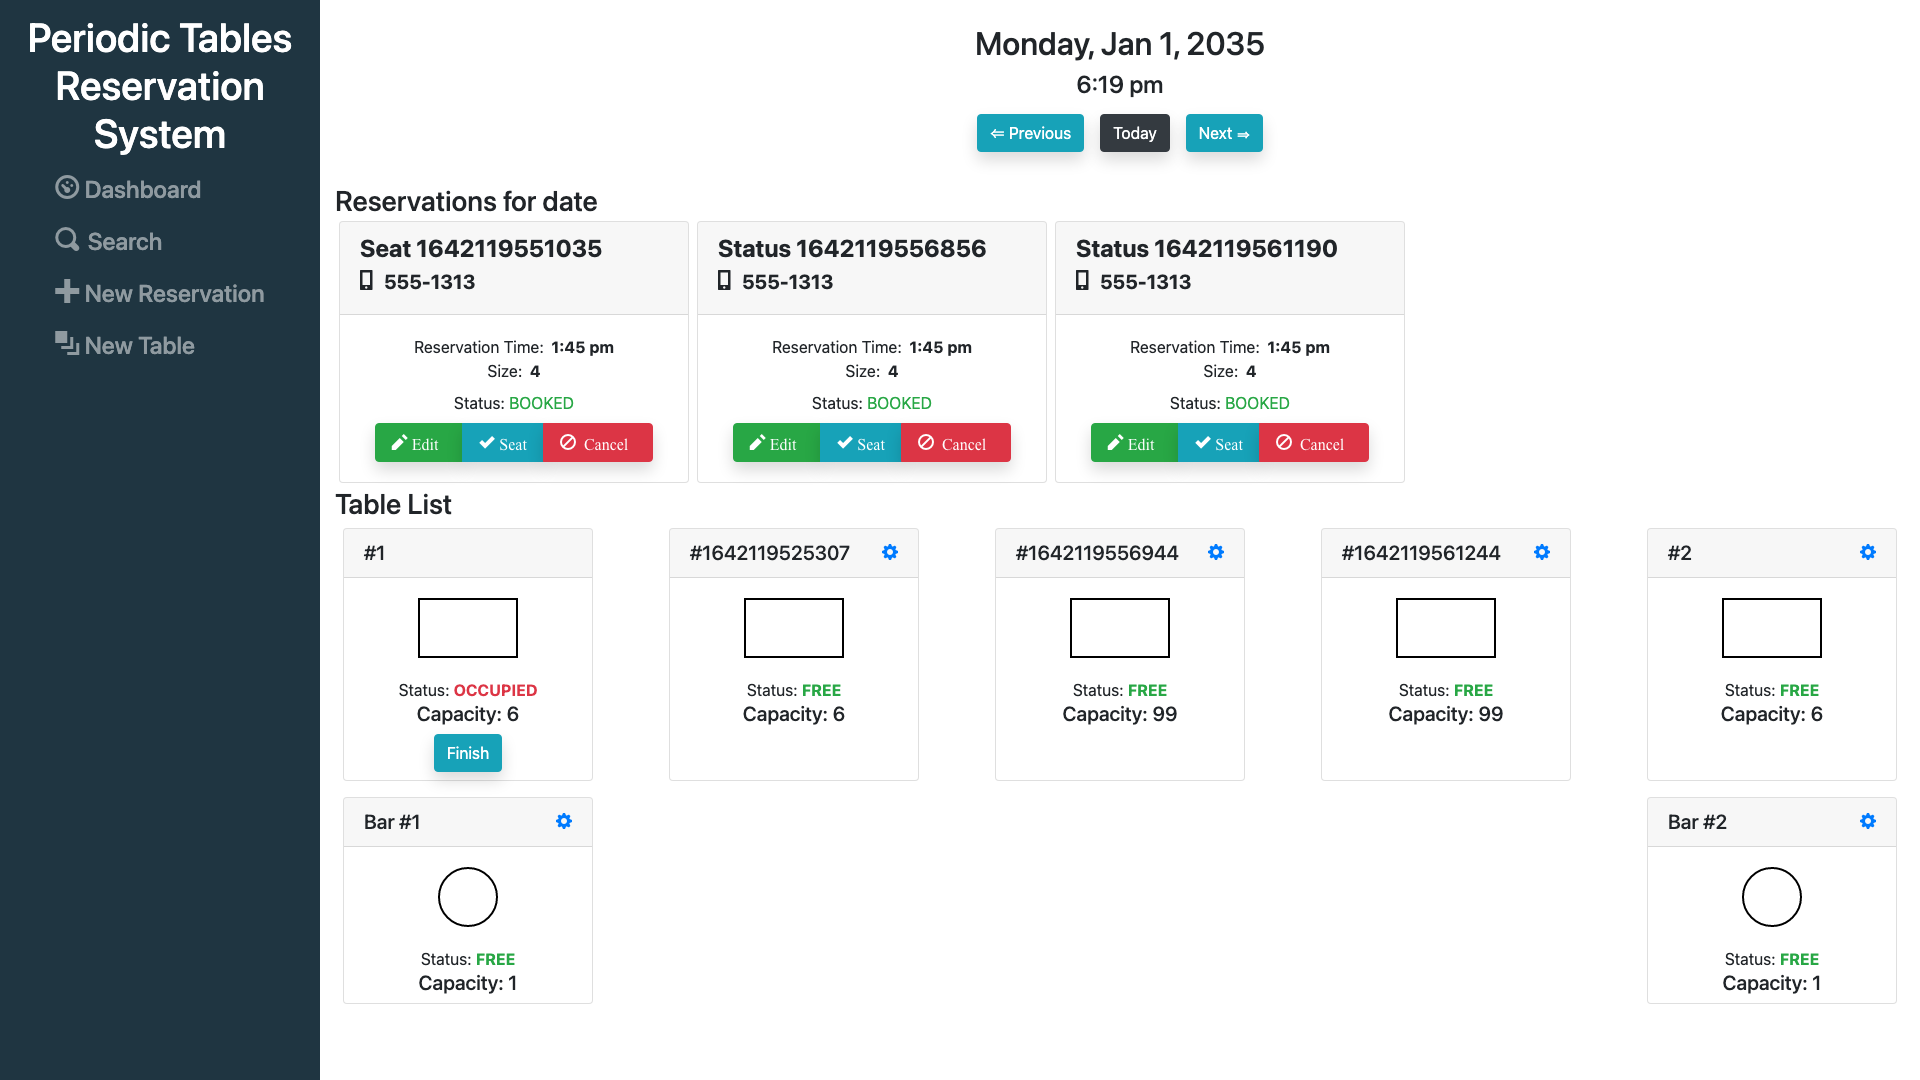 Periodic Tables
Reservation
System
Dashboard
Search
New Reservation
New Table
Monday, Jan 1, 2035
6:19 pm
⇐ Previous
Today
Next ⇒
Reservations for date
Seat 1642119551035
555-1313
Reservation Time: 1:45 pm
Size: 4
Status: BOOKED
Edit
Seat
Cancel
Status 1642119556856
555-1313
Reservation Time: 1:45 pm
Size: 4
Status: BOOKED
Edit
Seat
Cancel
Status 1642119561190
555-1313
Reservation Time: 1:45 pm
Size: 4
Status: BOOKED
Edit
Seat
Cancel
Table List
#1
Status: OCCUPIED
Capacity: 6
Finish
#1642119525307
Status: FREE
Capacity: 6
#1642119556944
Status: FREE
Capacity: 99
#1642119561244
Status: FREE
Capacity: 99
#2
Status: FREE
Capacity: 6
Bar #1
Status: FREE
Capacity: 1
Bar #2
Status: FREE
Capacity: 1